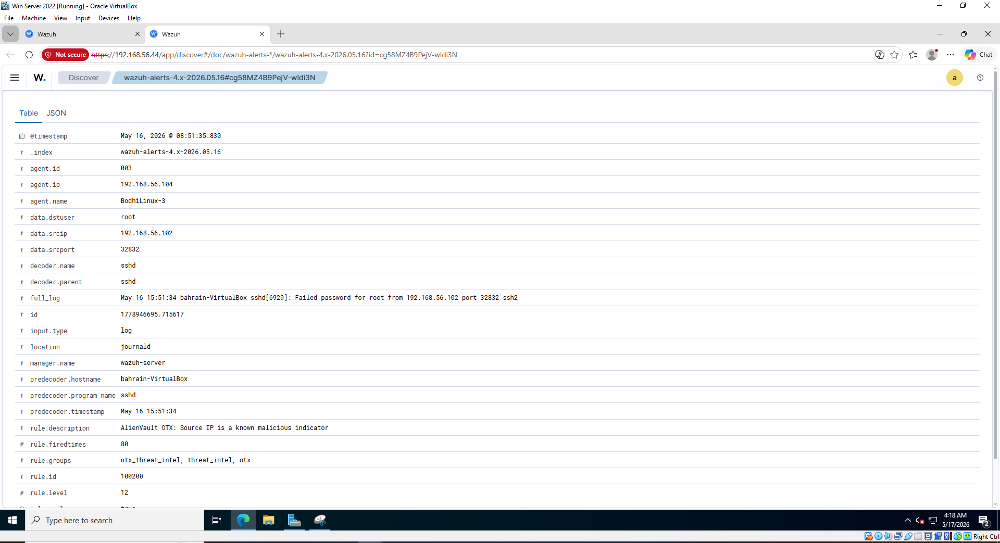 Win Server 2022 [Running] - Oracle VirtualBox
File Machine View Input Devices Help
Wazuh
Wazuh
Not secure https://192.168.56.44/app/discover#/doc/wazuh-alerts-*/wazuh-alerts-4.x-2026.05.16?id=cg58MZ4B9PejV-wIdi3N
Chat
W. Discover wazuh-alerts-4.x-2026.05.16#cg58MZ4B9PejV-wIdi3N a
Table JSON
@timestamp May 16, 2026 @ 08:51:35.830
t _index wazuh-alerts-4.x-2026.05.16
t agent.id 003
t agent.ip 192.168.56.104
t agent.name BodhiLinux-3
t data.dstuser root
t data.srcip 192.168.56.102
t data.srcport 32832
t decoder.name sshd
t decoder.parent sshd
t full_log May 16 15:51:34 bahrain-VirtualBox sshd[6929]: Failed password for root from 192.168.56.102 port 32832 ssh2
t id 1778946695.715617
t input.type log
t location journald
t manager.name wazuh-server
t predecoder.hostname bahrain-VirtualBox
t predecoder.program_name sshd
t predecoder.timestamp May 16 15:51:34
t rule.description AlienVault OTX: Source IP is a known malicious indicator
# rule.firedtimes 80
t rule.groups otx_threat_intel, threat_intel, otx
t rule.id 100200
# rule.level 12
Type here to search
4:18 AM
5/17/2026
2
Right Ctrl